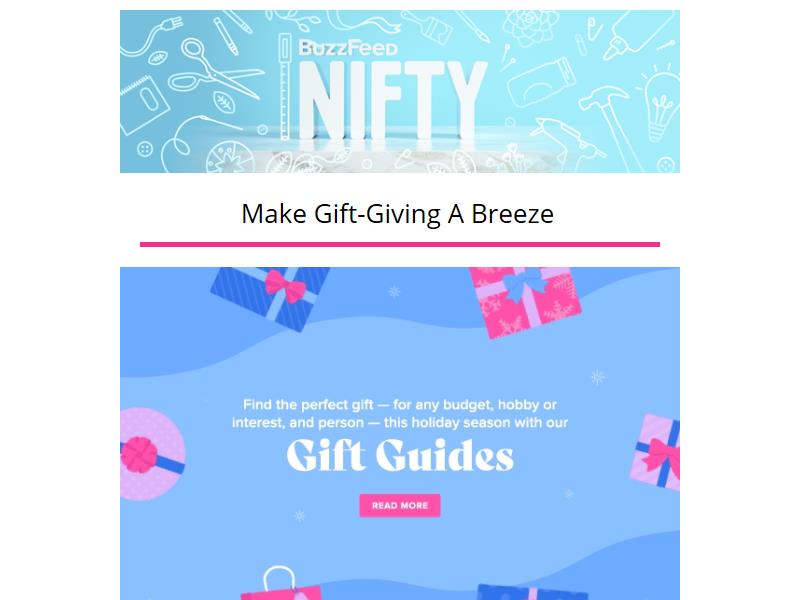 BuzzFeed
NIFTY
Make Gift-Giving A Breeze
Find the perfect gift — for any budget, hobby or
interest, and person — this holiday season with our
Gift Guides
READ MORE